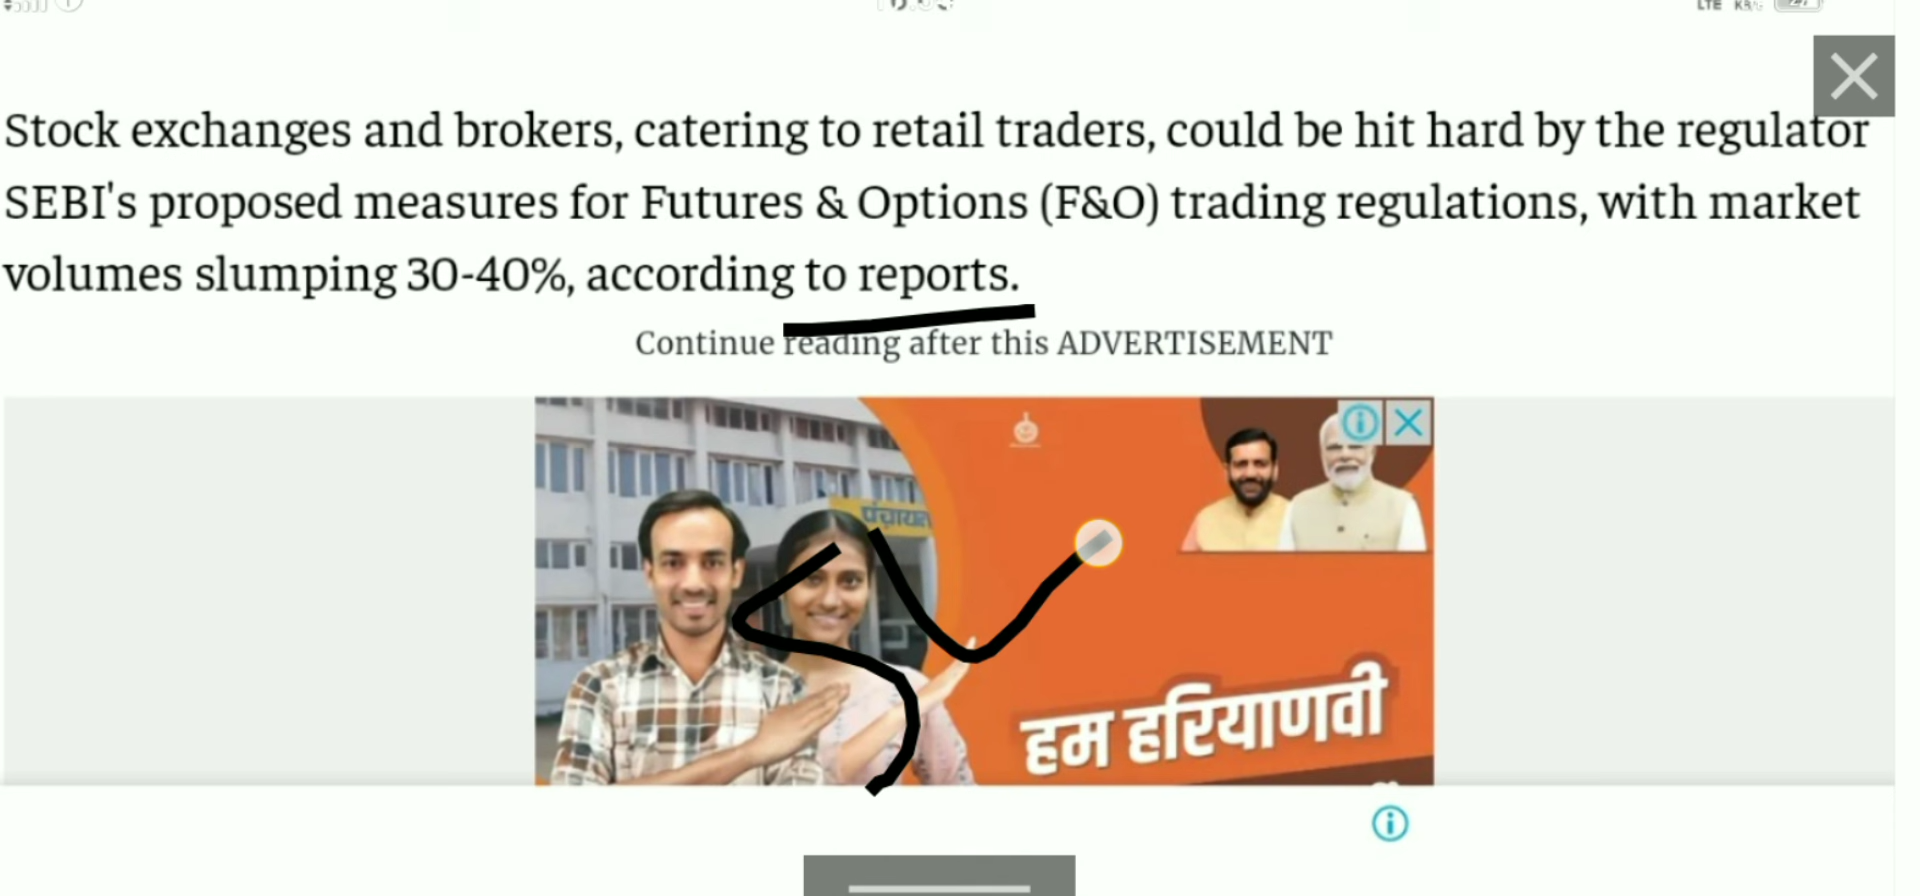 LTE
Stock exchanges and brokers, catering to retail traders, could be hit hard by the regulator
SEBI's proposed measures for Futures & Options (F&O) trading regulations, with market
volumes slumping 30-40%, according to reports.
Continue reading after this ADVERTISEMENT
पंचायत
हम हरियाणवी